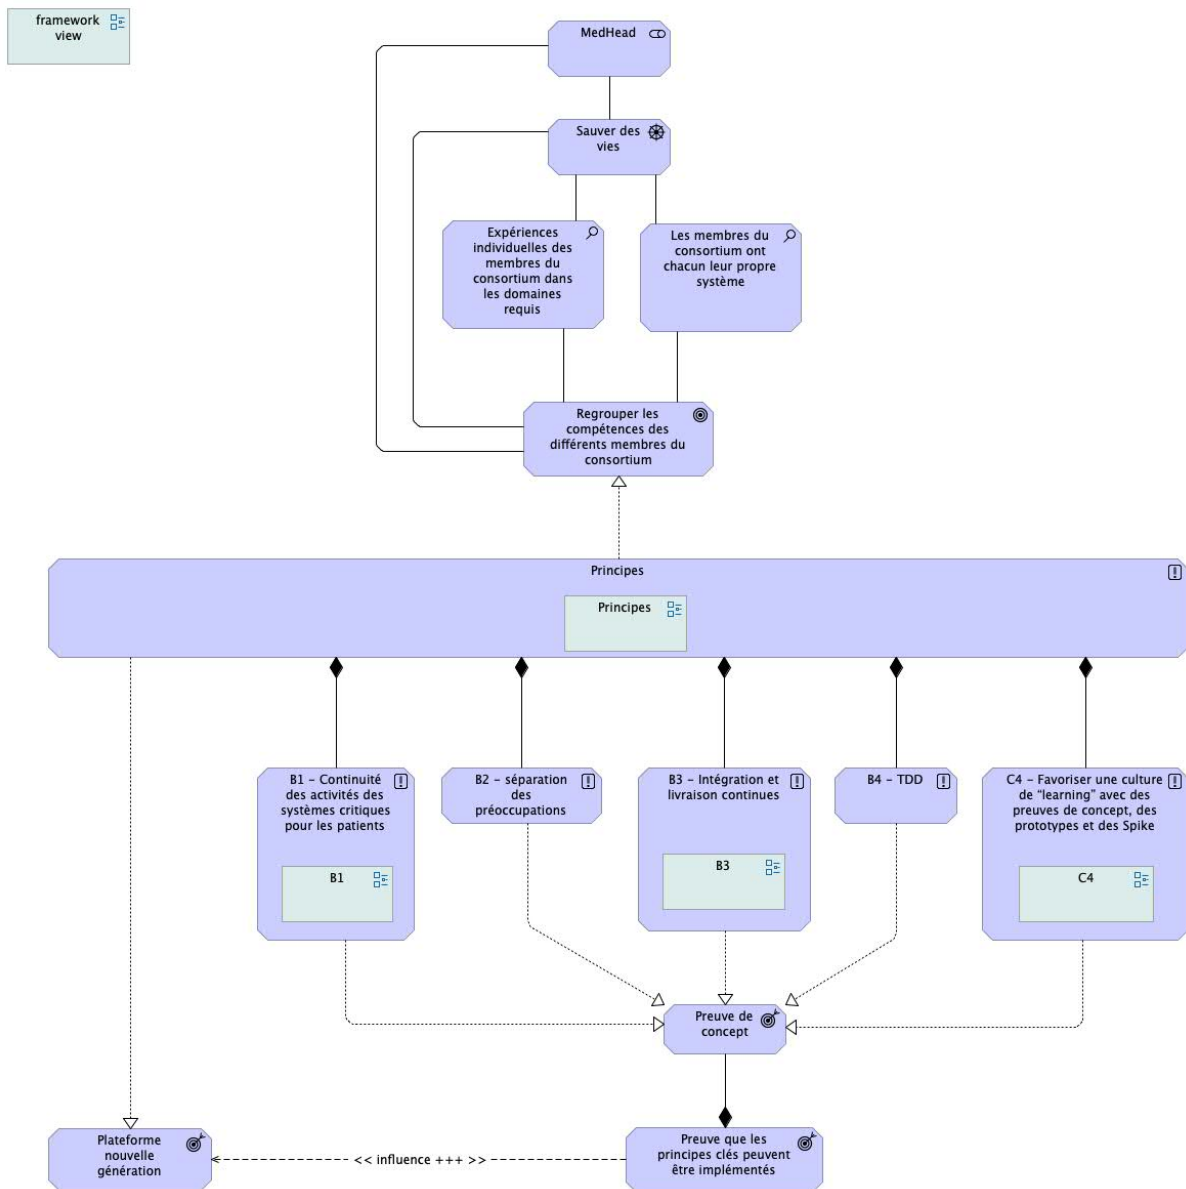 framework
view
MedHead
Sauver des
vies
Expériences
individuelles des
membres du
consortium dans
les domaines
requis
Les membres du
consortium ont
chacun leur propre
système
Regrouper les
compétences des
différents membres du
consortium
Principes
Principes
B1 - Continuité
des activités des
systèmes critiques
pour les patients
B1
B2 - séparation
des
préoccupations
B3 - Intégration et
livraison continues
B3
B4 - TDD
C4 - Favoriser une culture
de “learning” avec des
preuves de concept, des
prototypes et des Spike
C4
Preuve de
concept
Plateforme
nouvelle
génération
<< influence +++ >>
Preuve que les
principes clés peuvent
être implémentés